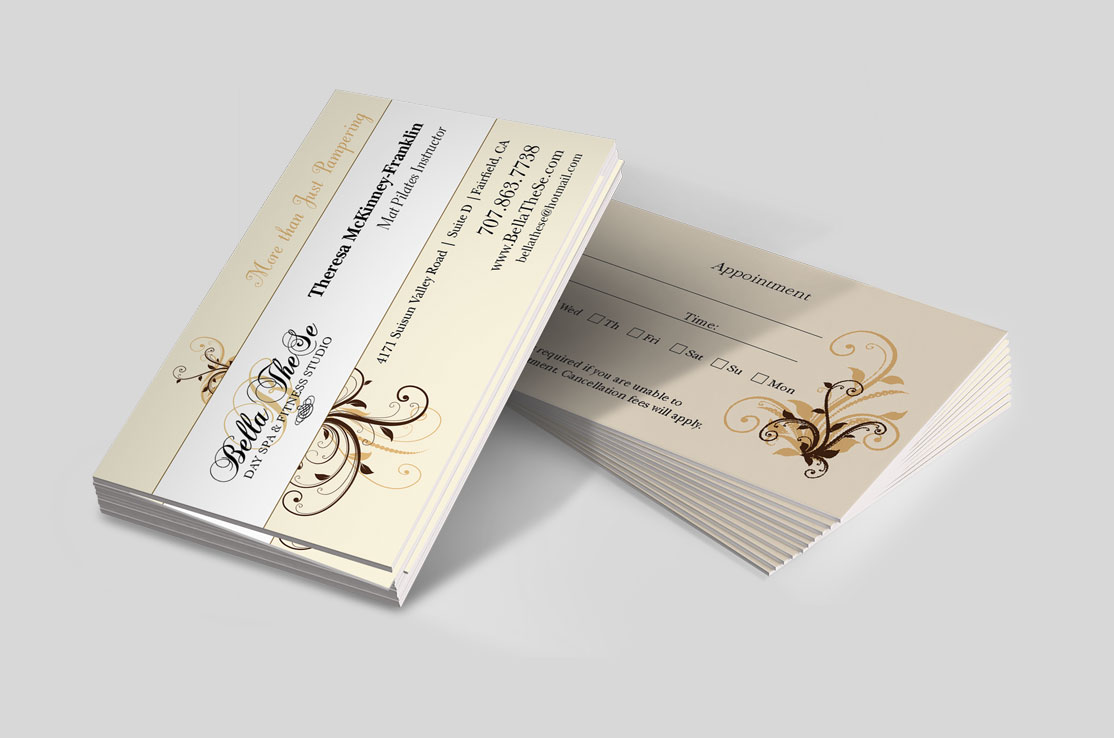 More than Just Pampering
Bella TheSe
DAY SPA & FITNESS STUDIO
Theresa McKinney-Franklin
Mat Pilates Instructor
4171 Suisun Valley Road | Suite D | Fairfield, CA
707.863.7738
www.BellaTheSe.com
bellathese@hotmail.com
Appointment
Time:
Wed Th Fri Sat Su Mon
required if you are unable to
Cancellation fees will apply.